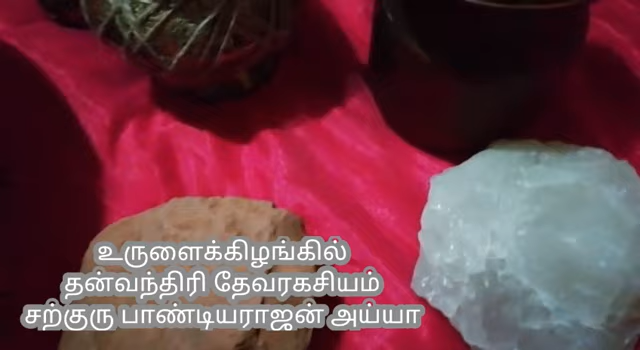 உருளைக்கிழங்கில்
தன்வந்திரி தேவரகசியம்
சற்குரு பாண்டியராஜன் அய்யா